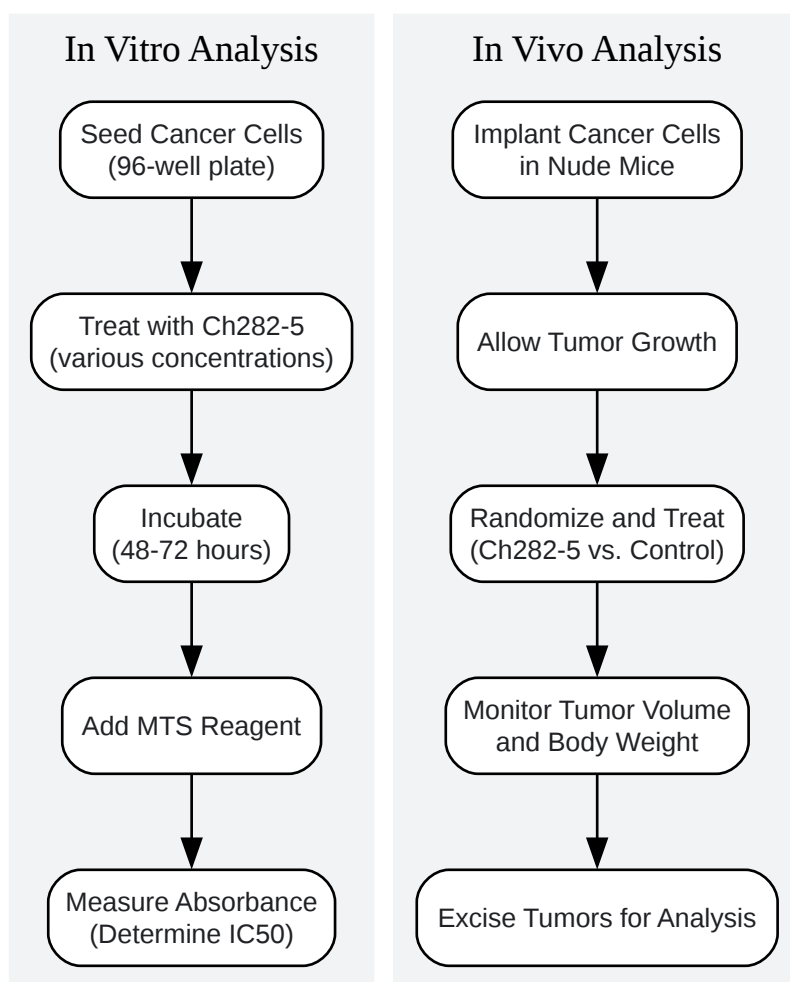 In Vitro Analysis
Seed Cancer Cells
(96-well plate)
Treat with Ch282-5
(various concentrations)
Incubate
(48-72 hours)
Add MTS Reagent
Measure Absorbance
(Determine IC50)
In Vivo Analysis
Implant Cancer Cells
in Nude Mice
Allow Tumor Growth
Randomize and Treat
(Ch282-5 vs. Control)
Monitor Tumor Volume
and Body Weight
Excise Tumors for Analysis